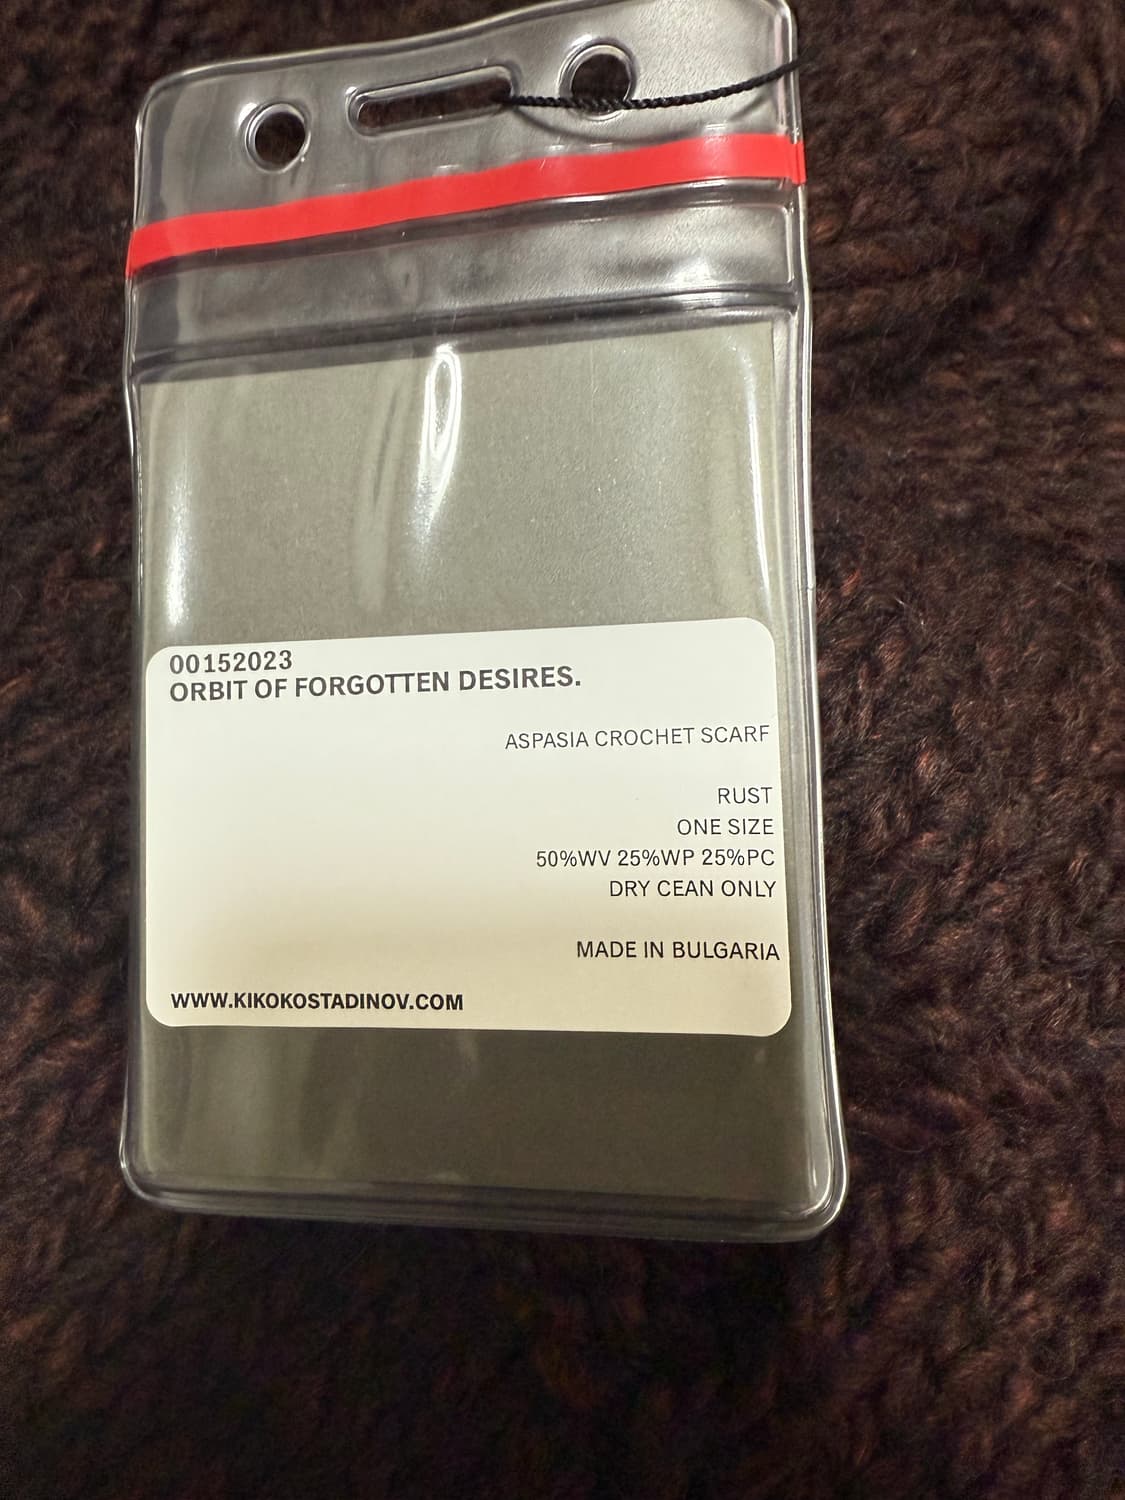 00152023
ORBIT OF FORGOTTEN DESIRES.
ASPASIA CROCHET SCARF
RUST
ONE SIZE
50%WV 25%WP 25%PC
DRY CEAN ONLY
MADE IN BULGARIA
WWW.KIKOKOSTADINOV.COM